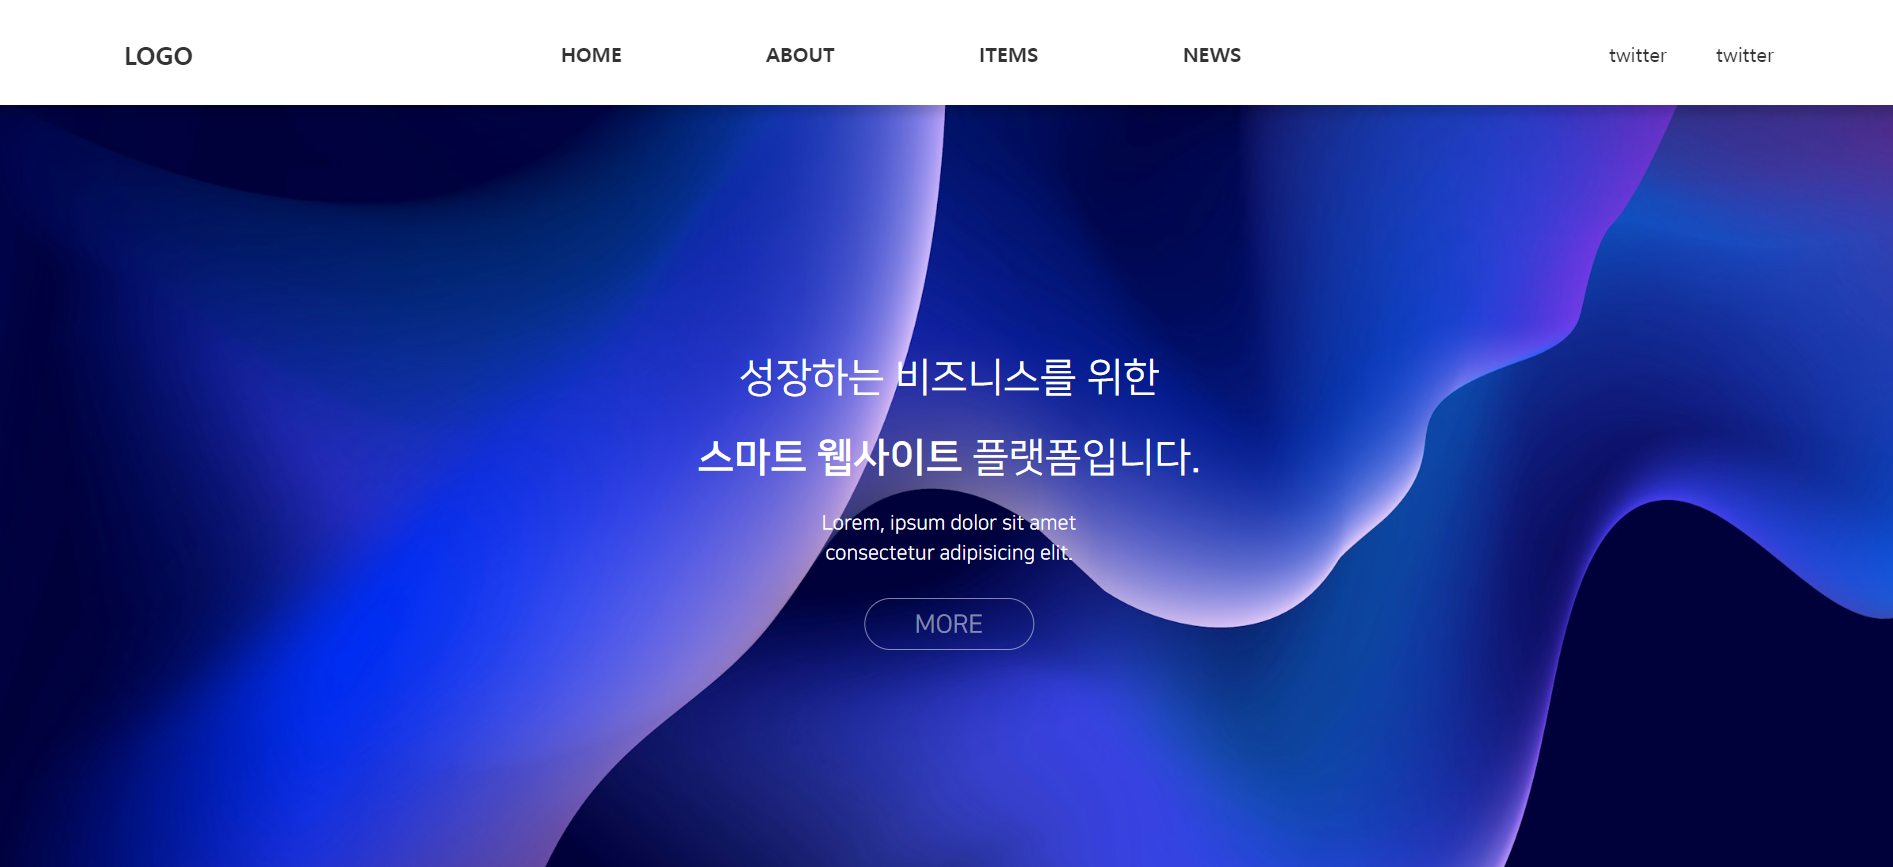 LOGO HOME ABOUT ITEMS NEWS twitter twitter
성장하는 비즈니스를 위한
스마트 웹사이트 플랫폼입니다.
Lorem, ipsum dolor sit amet
consectetur adipisicing elit.
MORE